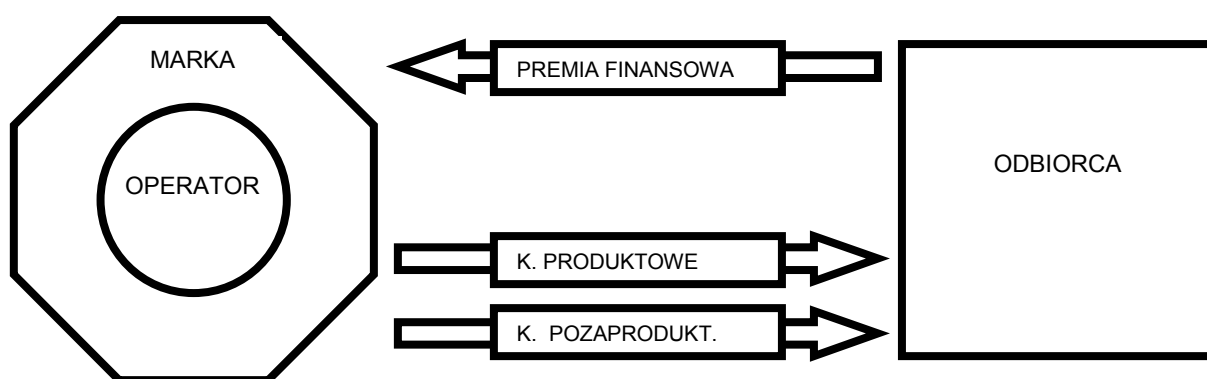 MARKA
PREMIA FINANSOWA
OPERATOR
ODBIORCA
K. PRODUKTOWE
K. POZAPRODUKT.